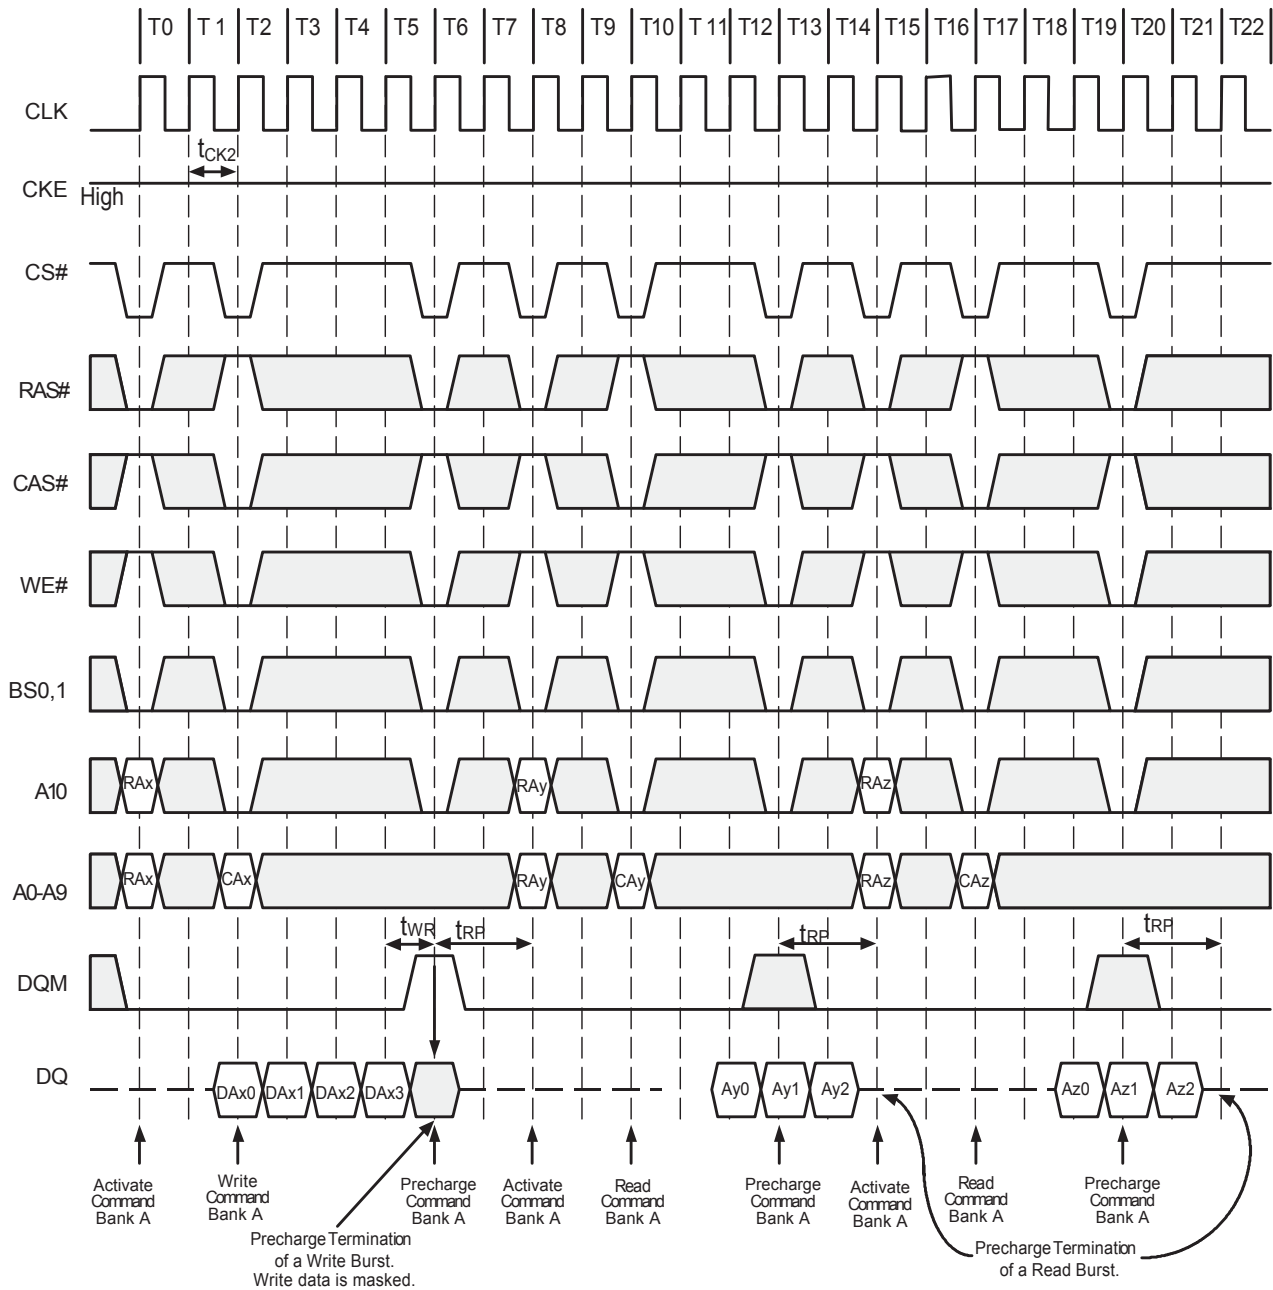 T0 T 1 T2 T3 T4 T5 T6 T7 T8 T9 T10 T 11 T12 T13 T14 T15 T16 T17 T18 T19 T20 T21 T22
CLK
tCK2
CKE High
CS#
RAS#
CAS#
WE#
BS0,1
A10 RAx RAy RAz
A0-A9 RAx CAx RAy CAy RAz CAz
tWR tRP tRP tRP
DQM
DQ DAx0 DAx1 DAx2 DAx3 Ay0 Ay1 Ay2 Az0 Az1 Az2
Activate
Command
Bank A
Write
Command
Bank A
Precharge
Command
Bank A
Activate
Command
Bank A
Read
Command
Bank A
Precharge
Command
Bank A
Activate
Command
Bank A
Read
Command
Bank A
Precharge
Command
Bank A
Precharge Termination
of a Write Burst.
Write data is masked.
Precharge Termination
of a Read Burst.